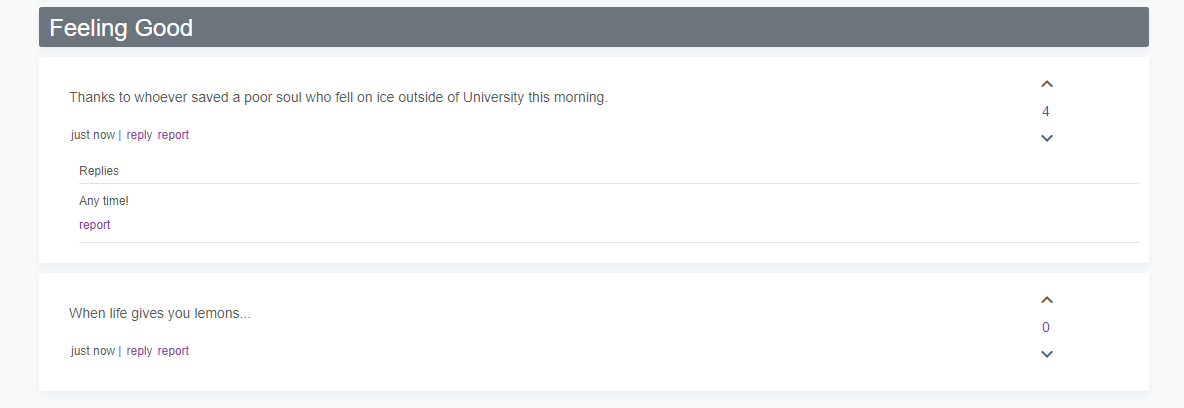 Feeling Good
Thanks to whoever saved a poor soul who fell on ice outside of University this morning.
4
just now | reply report
Replies
Any time!
report
When life gives you lemons...
0
just now | reply report